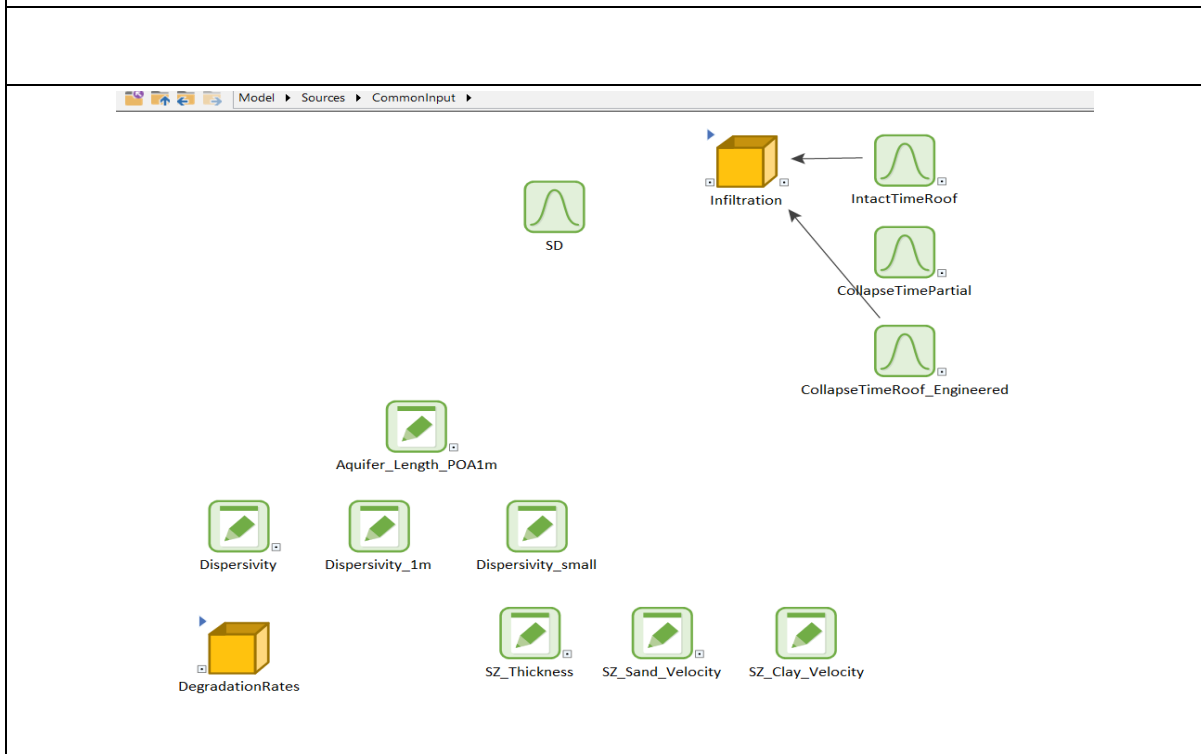 Model Sources CommonInput
Infiltration
IntactTimeRoof
SD
CollapseTimePartial
CollapseTimeRoof_Engineered
Aquifer_Length_POA1m
Dispersivity Dispersivity_1m Dispersivity_small
SZ_Thickness SZ_Sand_Velocity SZ_Clay_Velocity
DegradationRates